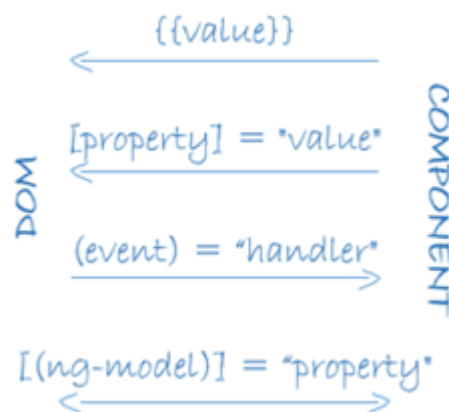 {{value}}
[property] = "value"
(event) = "handler"
[(ng-model)] = "property"
DOM
COMPONENT